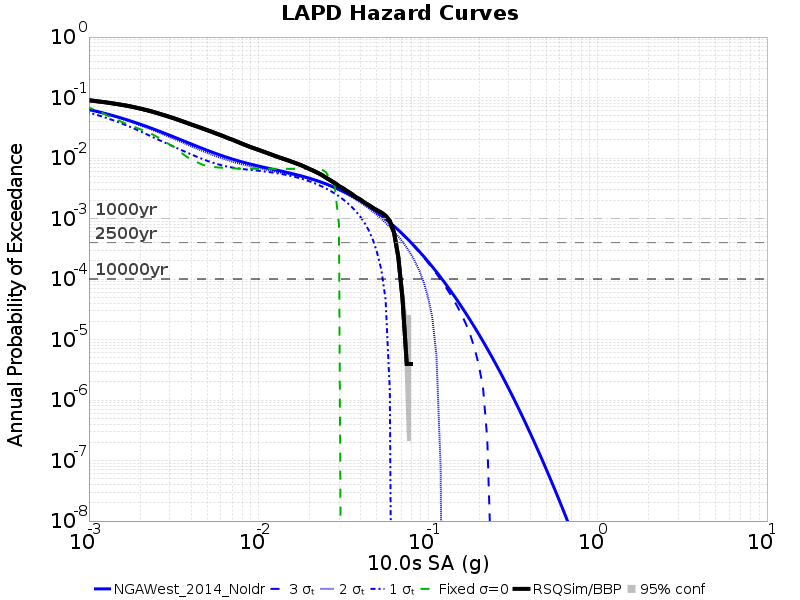 LAPD Hazard Curves
Annual Probability of Exceedance
10^0
10^-1
10^-2
10^-3
10^-4
10^-5
10^-6
10^-7
10^-8
1000yr
2500yr
10000yr
10^-3 10^-2 10^-1 10^0 10^1
10.0s SA (g)
NGAWest_2014_NoIdr 3 σₜ 2 σₜ 1 σₜ Fixed σ=0 RSQSim/BBP 95% conf